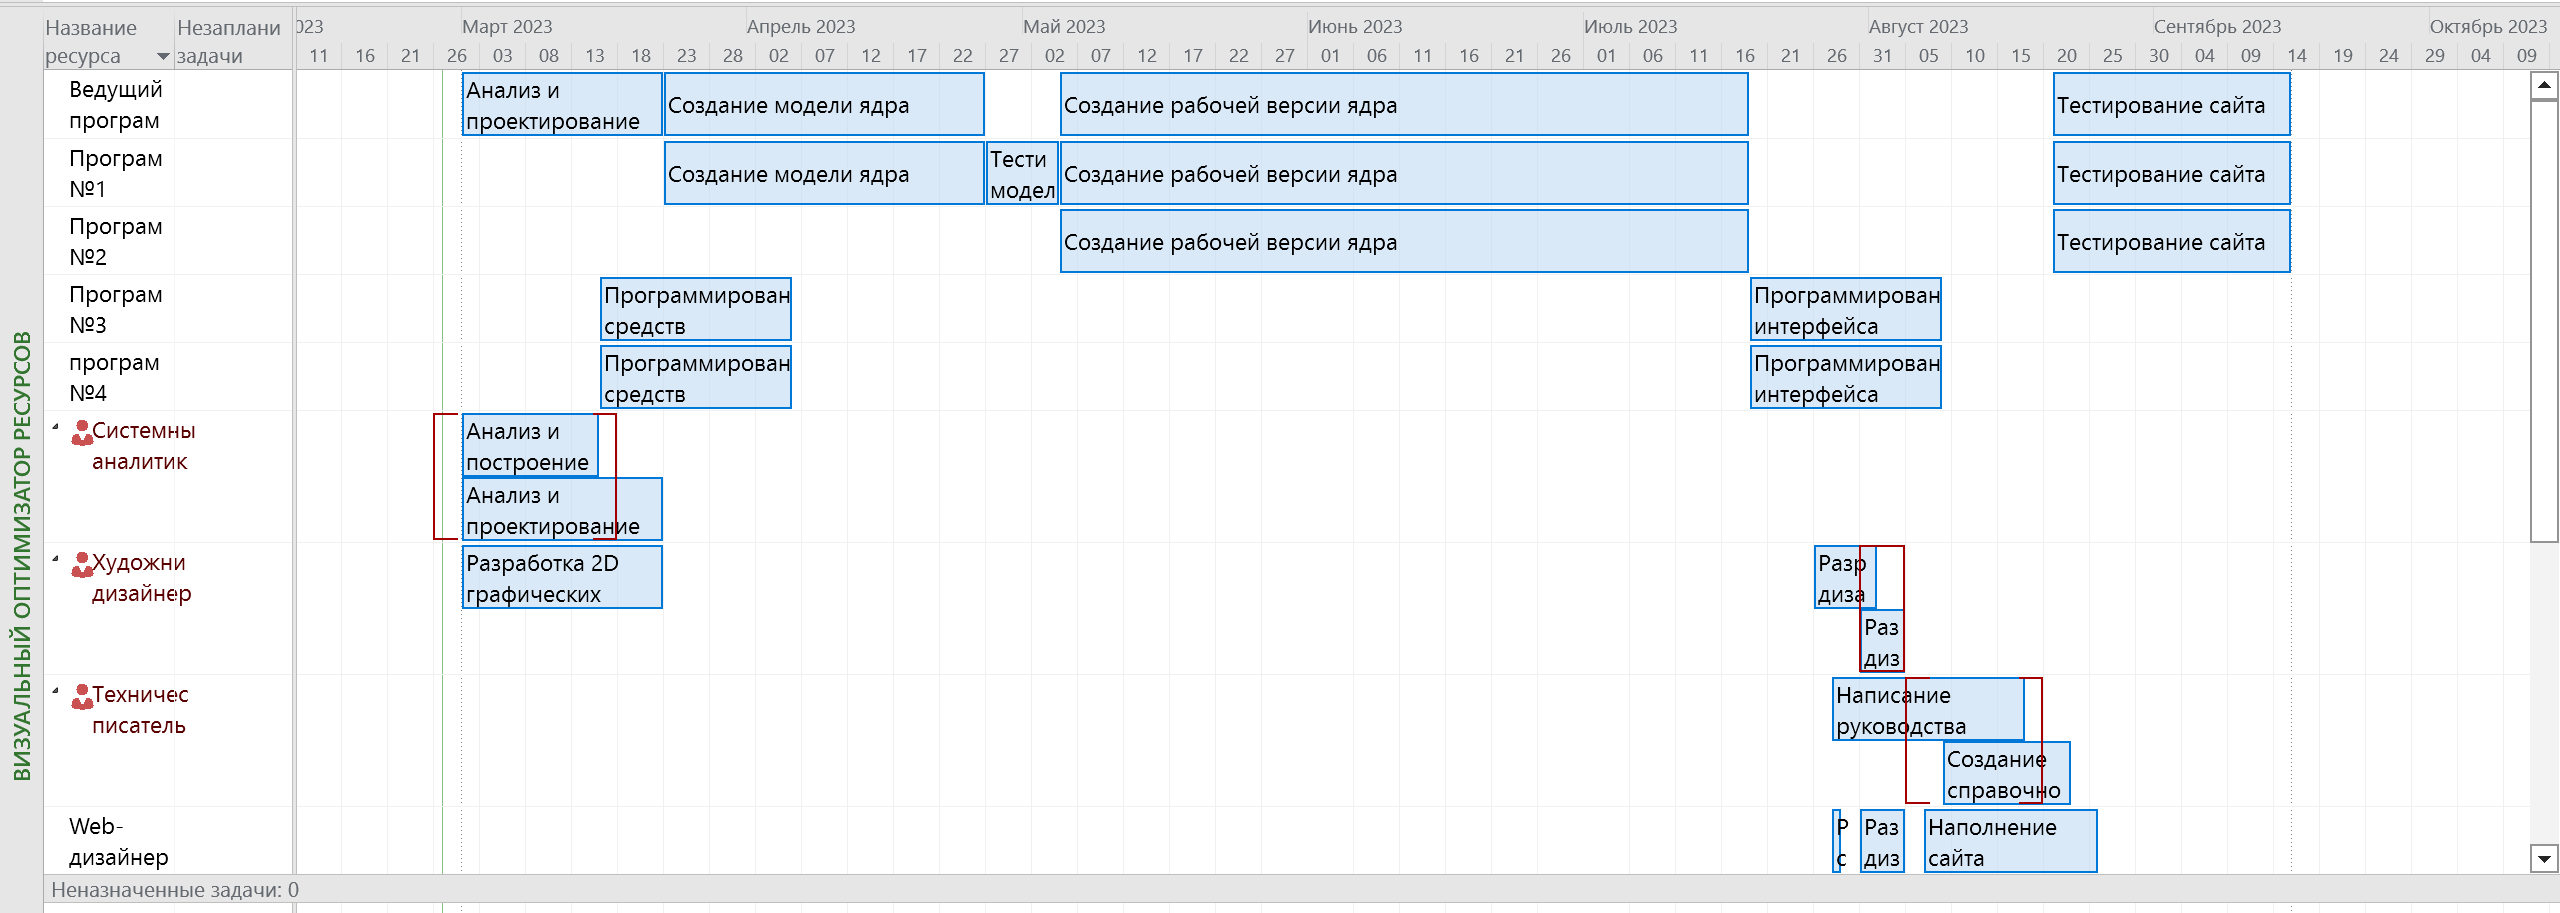 ВИЗУАЛЬНЫЙ ОПТИМИЗАТОР РЕСУРСОВ
Название
ресурса
Незаплани
задачи
023
Март 2023
Апрель 2023
Май 2023
Июнь 2023
Июль 2023
Август 2023
Сентябрь 2023
Октябрь 2023
11 16 21 26 03 08 13 18 23 28 02 07 12 17 22 27 02 07 12 17 22 27 01 06 11 16 21 26 01 06 11 16 21 26 31 05 10 15 20 25 30 04 09 14 19 24 29 04 09
Ведущий
програм
Анализ и
проектирование
Создание модели ядра
Создание рабочей версии ядра
Тестирование сайта
Програм
№1
Создание модели ядра
Тести
модел
Создание рабочей версии ядра
Тестирование сайта
Програм
№2
Создание рабочей версии ядра
Тестирование сайта
Програм
№3
Программирован
средств
Программирован
интерфейса
програм
№4
Программирован
средств
Программирован
интерфейса
Системны
аналитик
Анализ и
построение
Анализ и
проектирование
Художни
дизайнер
Разработка 2D
графических
Разр
диза
Раз
диз
Техничес
писатель
Написание
руководства
Создание
справочно
Web-
дизайнер
Р
с
Раз
диз
Наполнение
сайта
Неназначенные задачи: 0